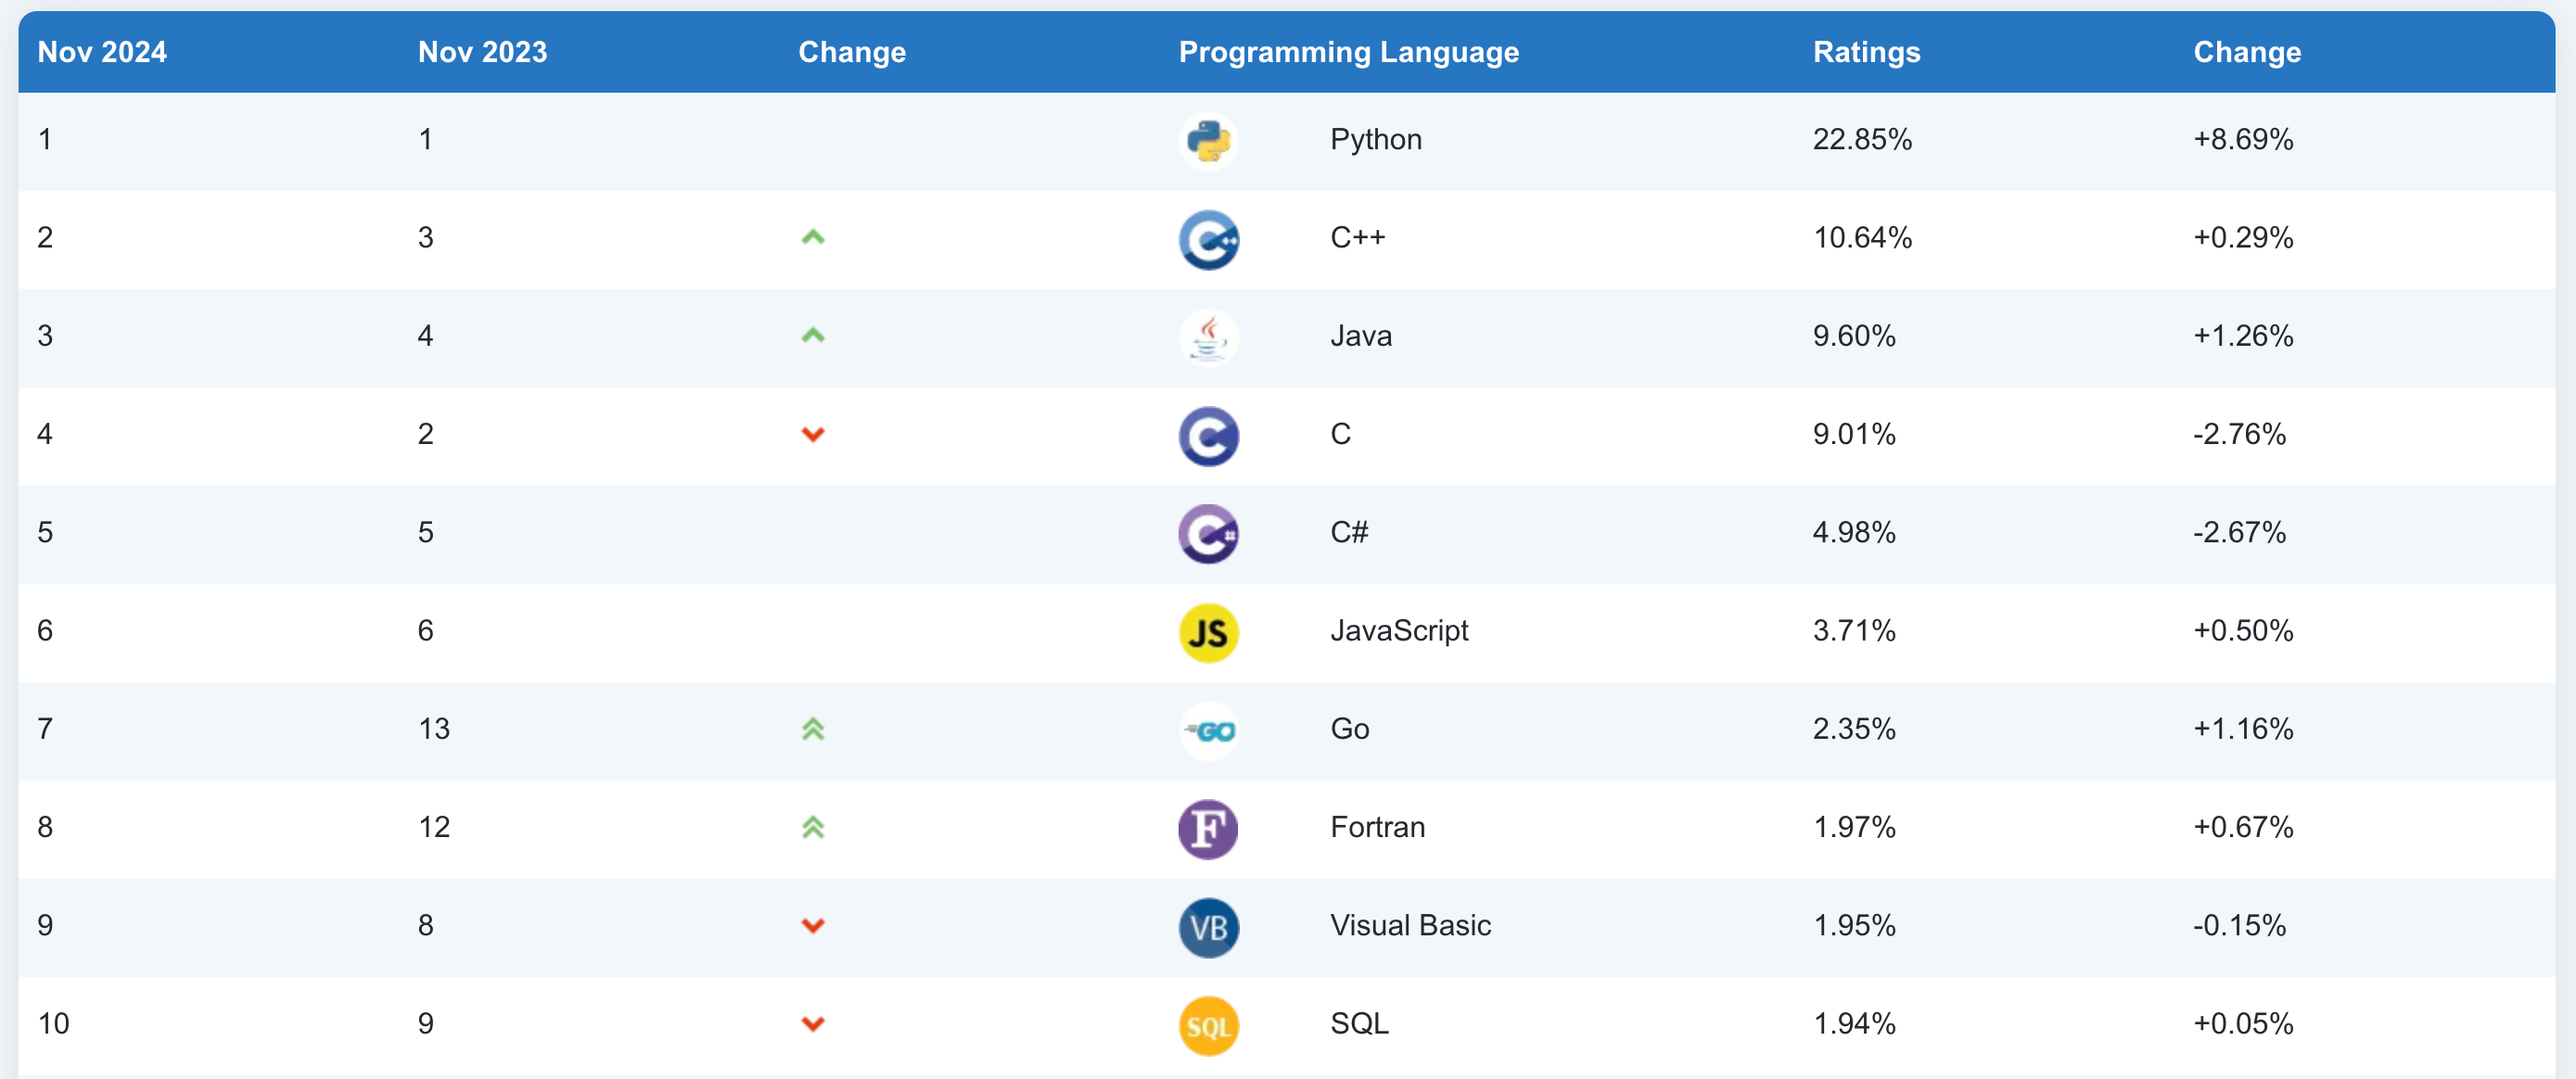 Nov 2024 Nov 2023 Change Programming Language Ratings Change
1 1 Python 22.85% +8.69%
2 3 C++ C++ 10.64% +0.29%
3 4 Java 9.60% +1.26%
4 2 C C 9.01% -2.76%
5 5 C# C# 4.98% -2.67%
6 6 JS JavaScript 3.71% +0.50%
7 13 GO Go 2.35% +1.16%
8 12 F Fortran 1.97% +0.67%
9 8 VB Visual Basic 1.95% -0.15%
10 9 SQL SQL 1.94% +0.05%